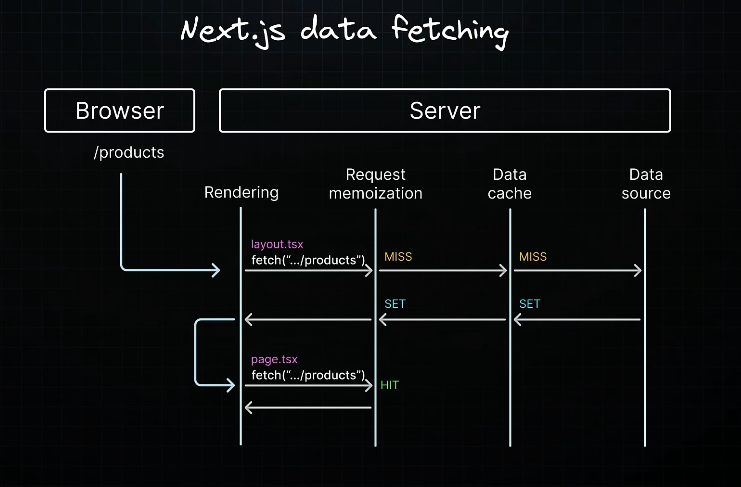 Next.js data fetching
Browser
Server
/products
Rendering
Request
memoization
Data
cache
Data
source
layout.tsx
fetch(“.../products”)
MISS
MISS
SET
SET
page.tsx
fetch(“.../products”)
HIT